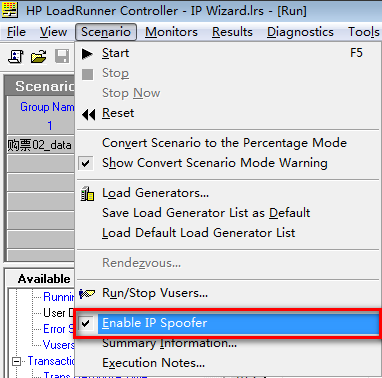 HP LoadRunner Controller - IP Wizard.lrs - [Run]
File View Scenario Monitors Results Diagnostics Tools
Start F5
Stop
Stop Now
Reset
Scenario
Group Name
1
购票02_data
Convert Scenario to the Percentage Mode
Show Convert Scenario Mode Warning
Load Generators...
Save Load Generator List as Default
Load Default Load Generator List
Rendezvous...
Run/Stop Vusers...
Enable IP Spoofer
Summary Information...
Execution Notes...
Available
Runnin
User D
Error S
Vusers
Transactio